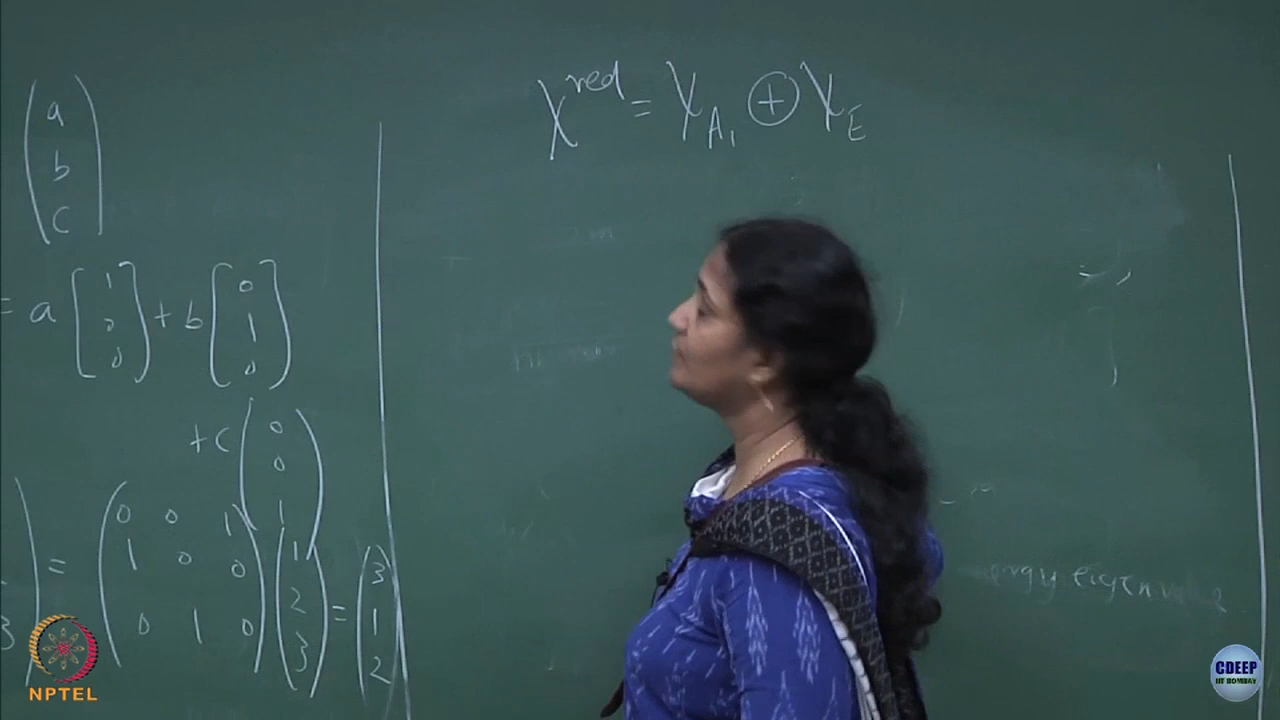 ( a
b
c )
= a [ 1
0
0 ] + b [ 0
1
0 ]
+ c ( 0
0
1 )
3 ) = ( 0 0 1
1 0 0
0 1 0 ) ( 1
2
3 ) = ( 3
1
2 )
χ^red = χ_A₁ ⊕ χ_E
NPTEL
CDEEP
IIT BOMBAY